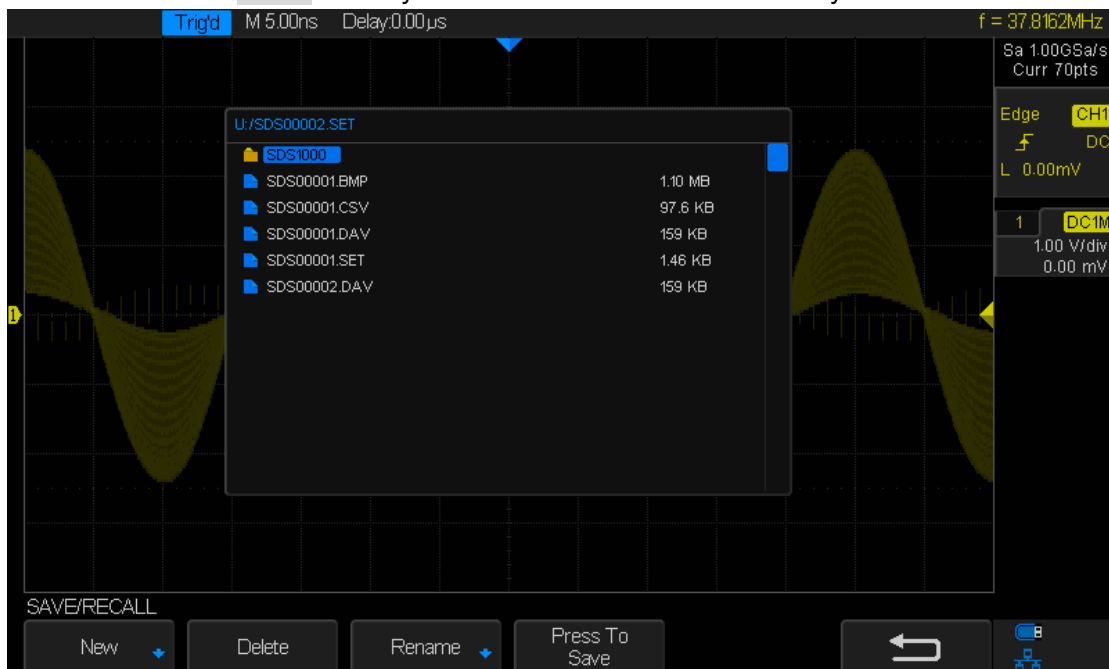 Trig'd M 5.00ns Delay:0.00µs f = 37.8162MHz
Sa 1.00GSa/s
Curr 70pts
Edge CH1
DC
L 0.00mV
1 DC1M
1.00 V/div
0.00 mV
U:/SDS00002.SET
SDS1000
SDS00001.BMP 1.10 MB
SDS00001.CSV 97.6 KB
SDS00001.DAV 159 KB
SDS00001.SET 1.46 KB
SDS00002.DAV 159 KB
1
SAVE/RECALL
New
Delete
Rename
Press To
Save